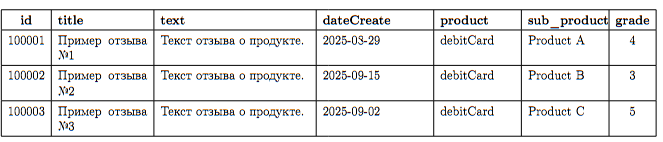 id title text dateCreate product sub_product grade
100001 Пример отзыва Текст отзыва о продукте. 2025-03-29 debitCard Product A 4
№1
100002 Пример отзыва Текст отзыва о продукте. 2025-09-15 debitCard Product B 3
№2
100003 Пример отзыва Текст отзыва о продукте. 2025-09-02 debitCard Product C 5
№3